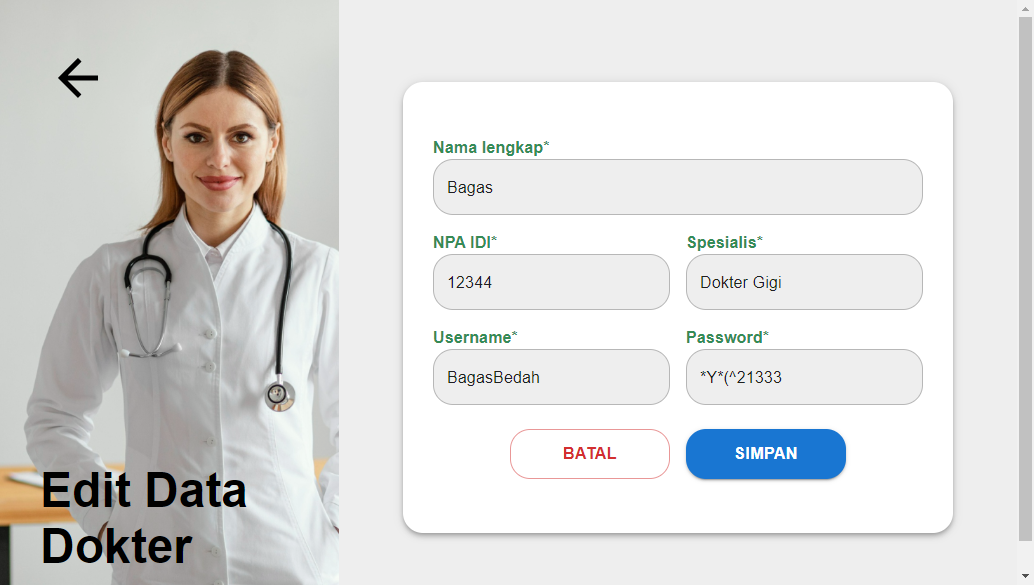 Edit Data
Dokter
Nama lengkap*
Bagas
NPA IDI*
Spesialis*
12344
Dokter Gigi
Username*
Password*
BagasBedah
*Y*(^21333
BATAL
SIMPAN